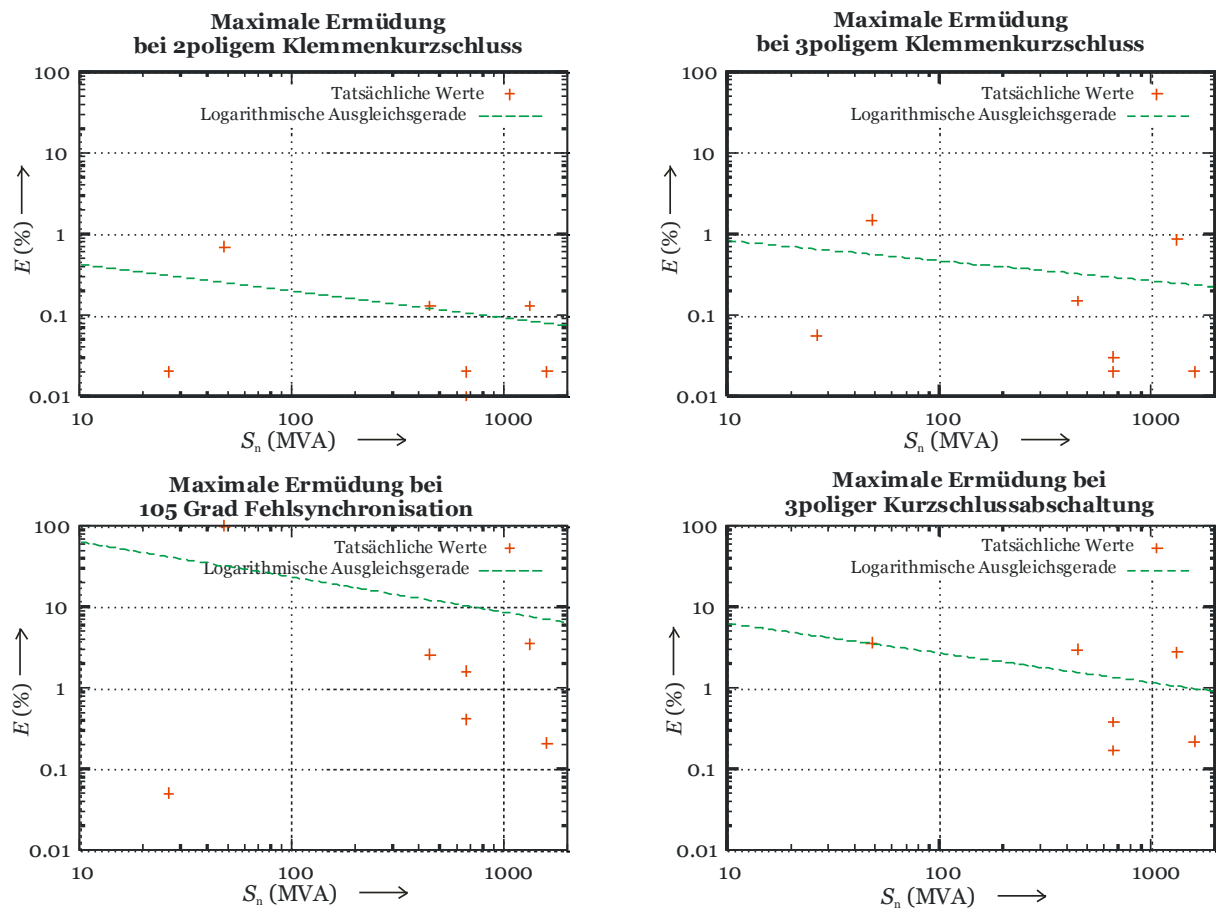 Maximale Ermüdung
bei 2poligem Klemmenkurzschluss
100
10
1
0.1
0.01
E (%)
Tatsächliche Werte
Logarithmische Ausgleichsgerade
10
100
1000
Sn (MVA)
Maximale Ermüdung
bei 3poligem Klemmenkurzschluss
100
10
1
0.1
0.01
E (%)
Tatsächliche Werte
Logarithmische Ausgleichsgerade
10
100
1000
Sn (MVA)
Maximale Ermüdung bei
105 Grad Fehlsynchronisation
100
10
1
0.1
0.01
E (%)
Tatsächliche Werte
Logarithmische Ausgleichsgerade
10
100
1000
Sn (MVA)
Maximale Ermüdung bei
3poliger Kurzschlussabschaltung
100
10
1
0.1
0.01
E (%)
Tatsächliche Werte
Logarithmische Ausgleichsgerade
10
100
1000
Sn (MVA)